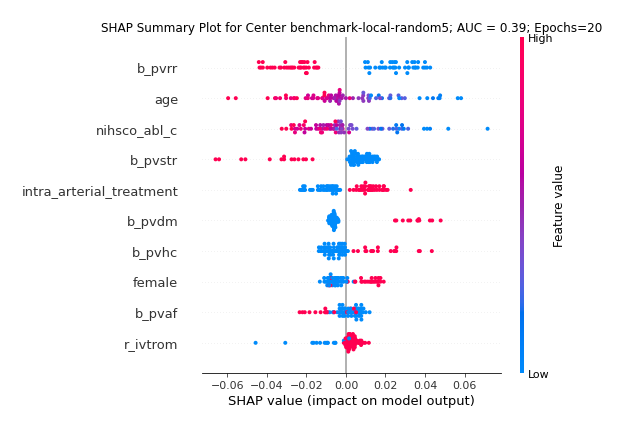 SHAP Summary Plot for Center benchmark-local-random5; AUC = 0.39; Epochs=20
High
b_pvrr
age
nihsco_abl_c
b_pvstr
intra_arterial_treatment
b_pvdm
b_pvhc
female
b_pvaf
r_ivtrom
Feature value
Low
−0.06 −0.04 −0.02 0.00 0.02 0.04 0.06
SHAP value (impact on model output)